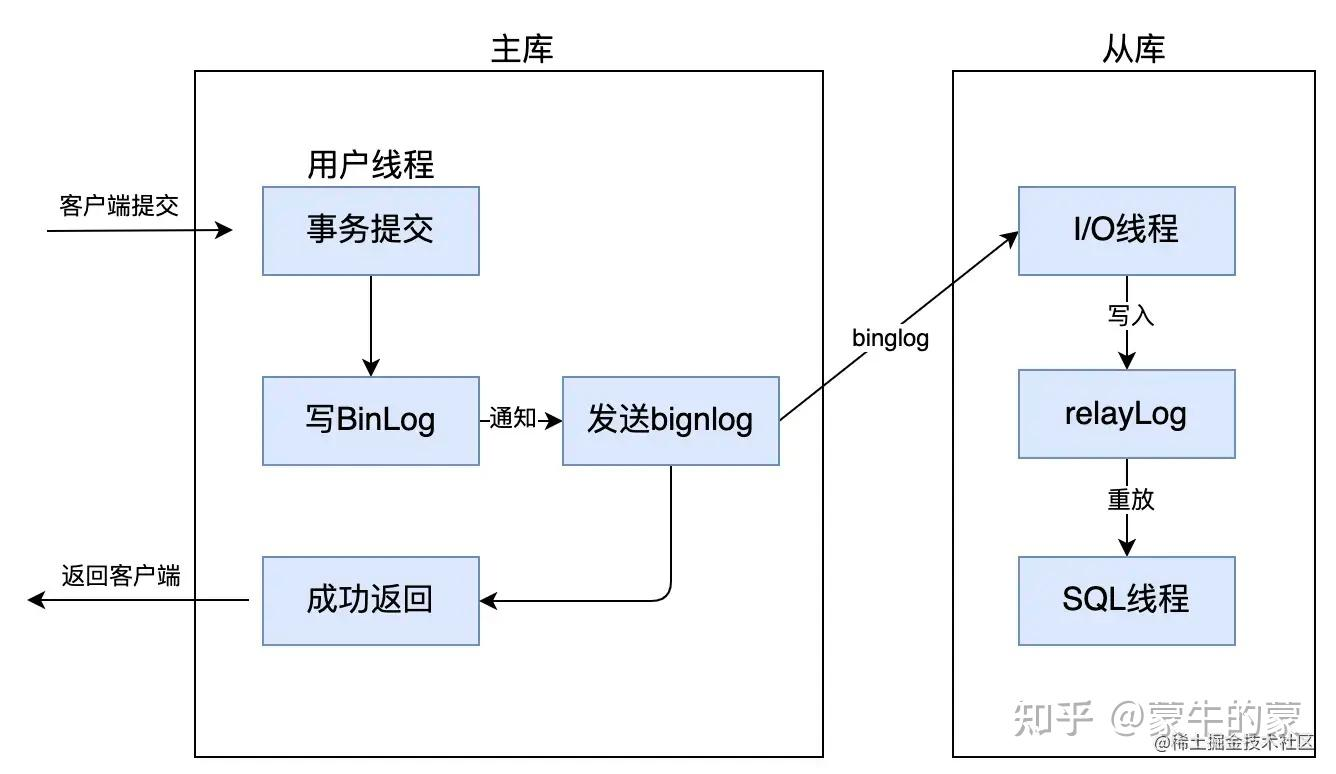 主库
从库
用户线程
客户端提交
事务提交
I/O线程
写入
binglog
写BinLog
通知
发送bignlog
relayLog
重放
返回客户端
成功返回
SQL线程
知乎 @蒙牛的蒙
@稀土掘金技术社区